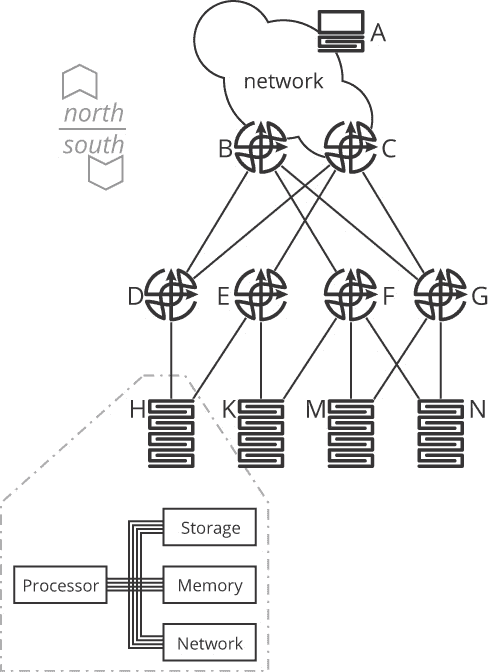 A
network
north
south
B
C
D
E
F
G
H
K
M
N
Storage
Processor
Memory
Network